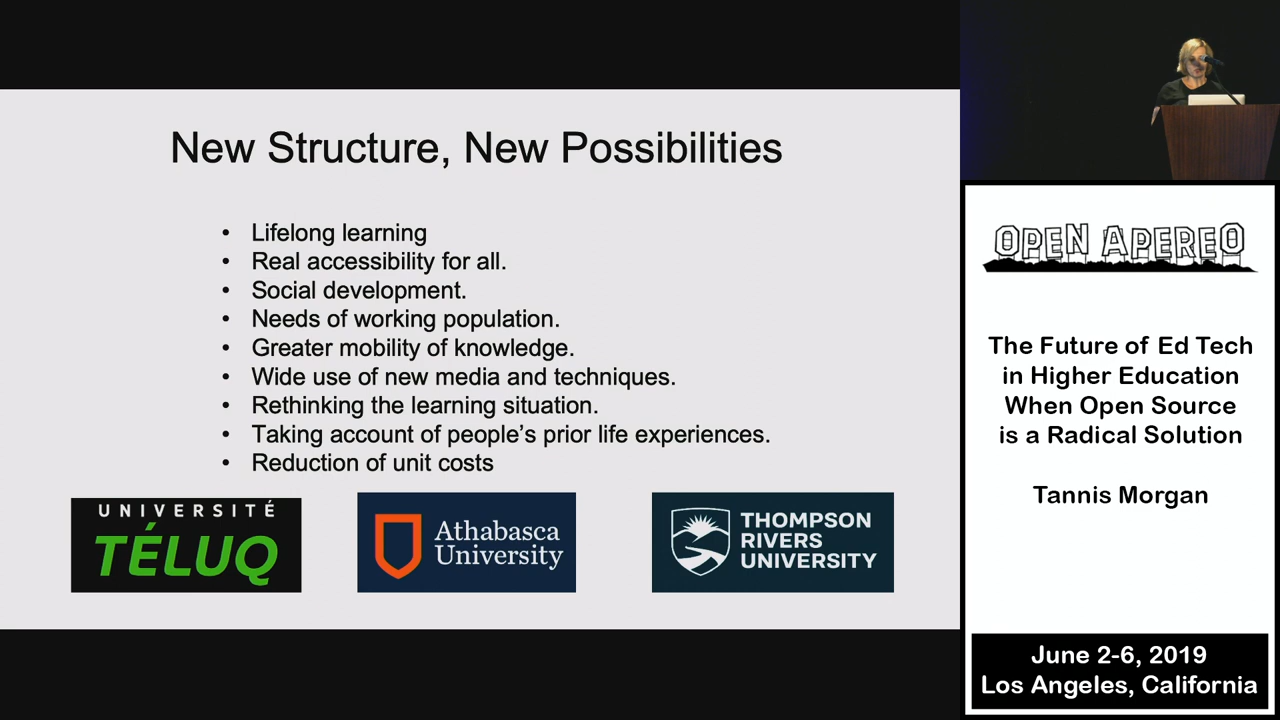 New Structure, New Possibilities
• Lifelong learning
• Real accessibility for all.
• Social development.
• Needs of working population.
• Greater mobility of knowledge.
• Wide use of new media and techniques.
• Rethinking the learning situation.
• Taking account of people’s prior life experiences.
• Reduction of unit costs
UNIVERSITÉ
TÉLUQ
Athabasca
University
THOMPSON
RIVERS
UNIVERSITY
OPEN APEREO
The Future of Ed Tech
in Higher Education
When Open Source
is a Radical Solution
Tannis Morgan
June 2-6, 2019
Los Angeles, California